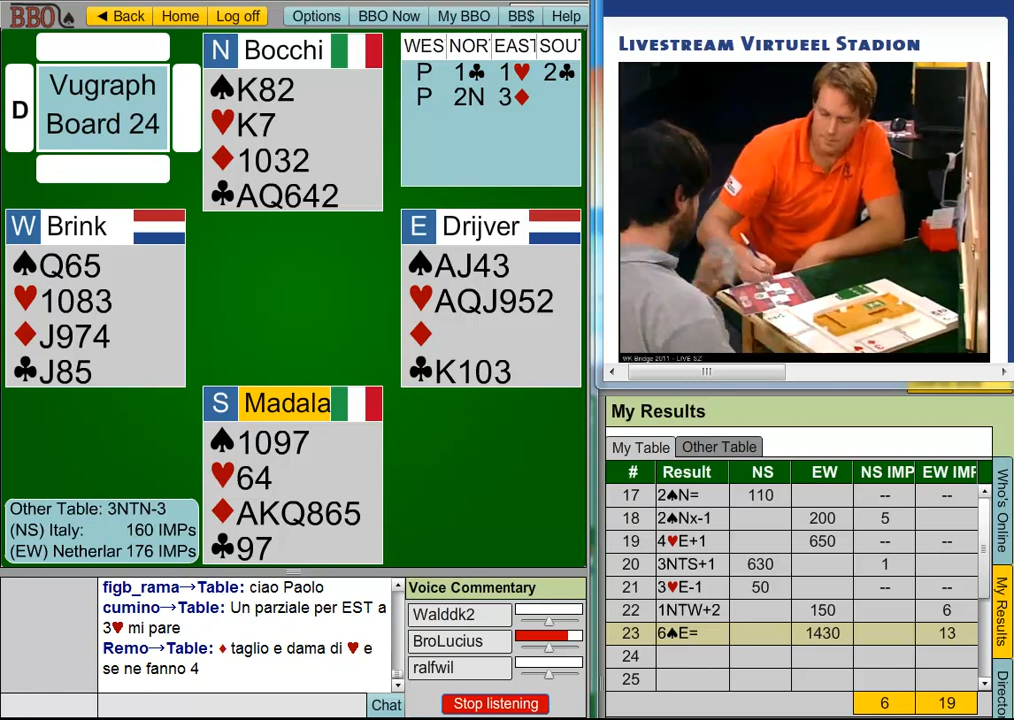 BBO
◄ Back Home Log off Options BBO Now My BBO BB$ Help
D
Vugraph
Board 24
N Bocchi
♠K82
♥K7
♦1032
♣AQ642
WES NOR EAST SOU
P 1♣ 1♥ 2♣
P 2N 3♦
W Brink
♠Q65
♥1083
♦J974
♣J85
E Drijver
♠AJ43
♥AQJ952
♦
♣K103
S Madala
♠1097
♥64
♦AKQ865
♣97
Other Table: 3NTN-3
(NS) Italy: 160 IMPs
(EW) Netherlar 176 IMPs
figb_rama→Table: ciao Paolo
cumino→Table: Un parziale per EST a
3♥ mi pare
Remo→Table: ♦ taglio e dama di ♥ e
se ne fanno 4
Chat
Voice Commentary
Walddk2
BroLucius
ralfwil
Stop listening
Livestream Virtueel Stadion
WK Bridge 2011 - LIVE SZ
My Results
My Table Other Table
# Result NS EW NS IMP EW IMF
17 2♠N= 110 -- --
18 2♠Nx-1 200 5
19 4♥E+1 650 -- --
20 3NTS+1 630 1
21 3♥E-1 50 -- --
22 1NTW+2 150 6
23 6♠E= 1430 13
24
25
6 19
Who's Online
My Results
Director